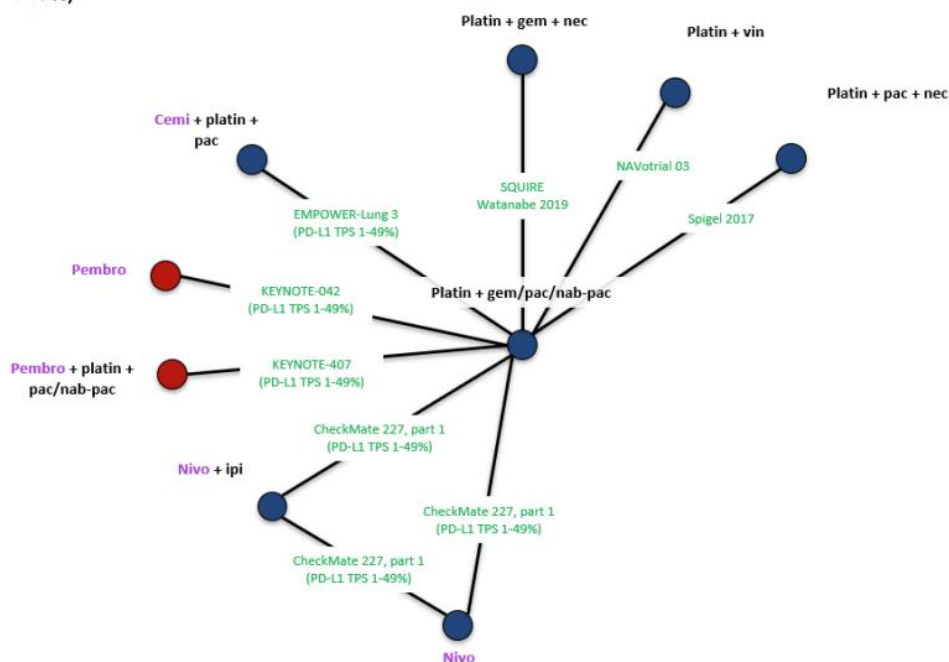 Platin + gem + nec
Platin + vin
Platin + pac + nec
Cemi + platin +
pac
NAVotrial 03
SQUIRE
Watanabe 2019
EMPOWER-Lung 3
(PD-L1 TPS 1-49%)
Spigel 2017
Pembro
KEYNOTE-042
(PD-L1 TPS 1-49%)
Platin + gem/pac/nab-pac
Pembro + platin +
pac/nab-pac
KEYNOTE-407
(PD-L1 TPS 1-49%)
CheckMate 227, part 1
(PD-L1 TPS 1-49%)
Nivo + ipi
CheckMate 227, part 1
(PD-L1 TPS 1-49%)
CheckMate 227, part 1
(PD-L1 TPS 1-49%)
Nivo